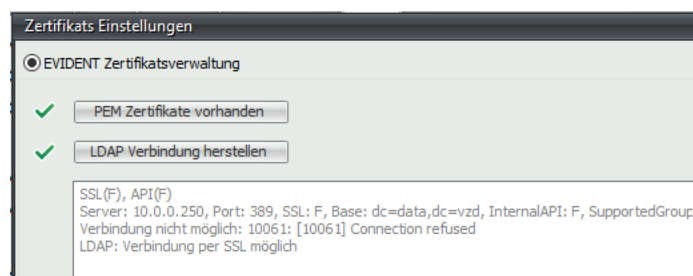 Zertifikats Einstellungen
EVIDENT Zertifikatsverwaltung
PEM Zertifikate vorhanden
LDAP Verbindung herstellen
SSL(F), API(F)
Server: 10.0.0.250, Port: 389, SSL: F, Base: dc=data,dc=vzd, InternalAPI: F, SupportedGroup
Verbindung nicht möglich: 10061: [10061] Connection refused
LDAP: Verbindung per SSL möglich